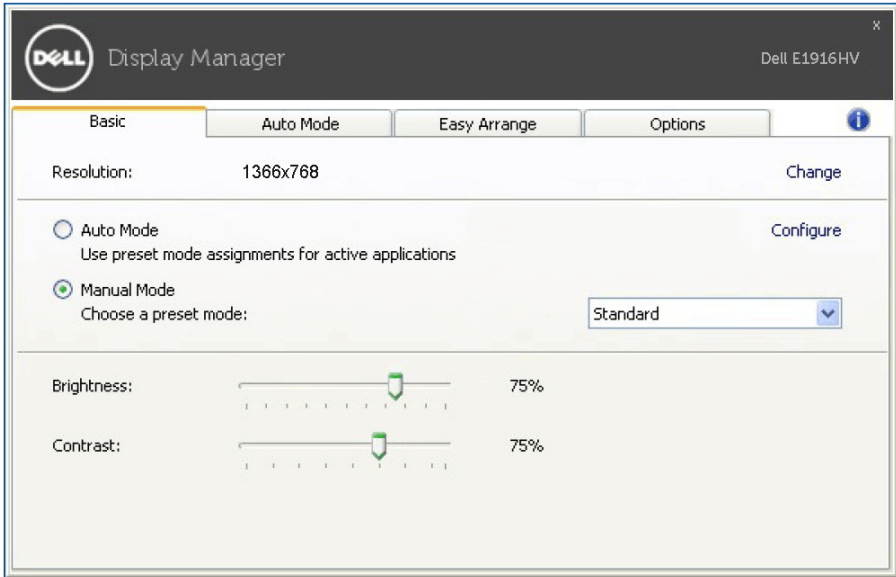 x
DELL Display Manager Dell E1916HV
Basic Auto Mode Easy Arrange Options i
Resolution: 1366x768 Change
Auto Mode Configure
Use preset mode assignments for active applications
Manual Mode
Choose a preset mode: Standard
Brightness: 75%
Contrast: 75%